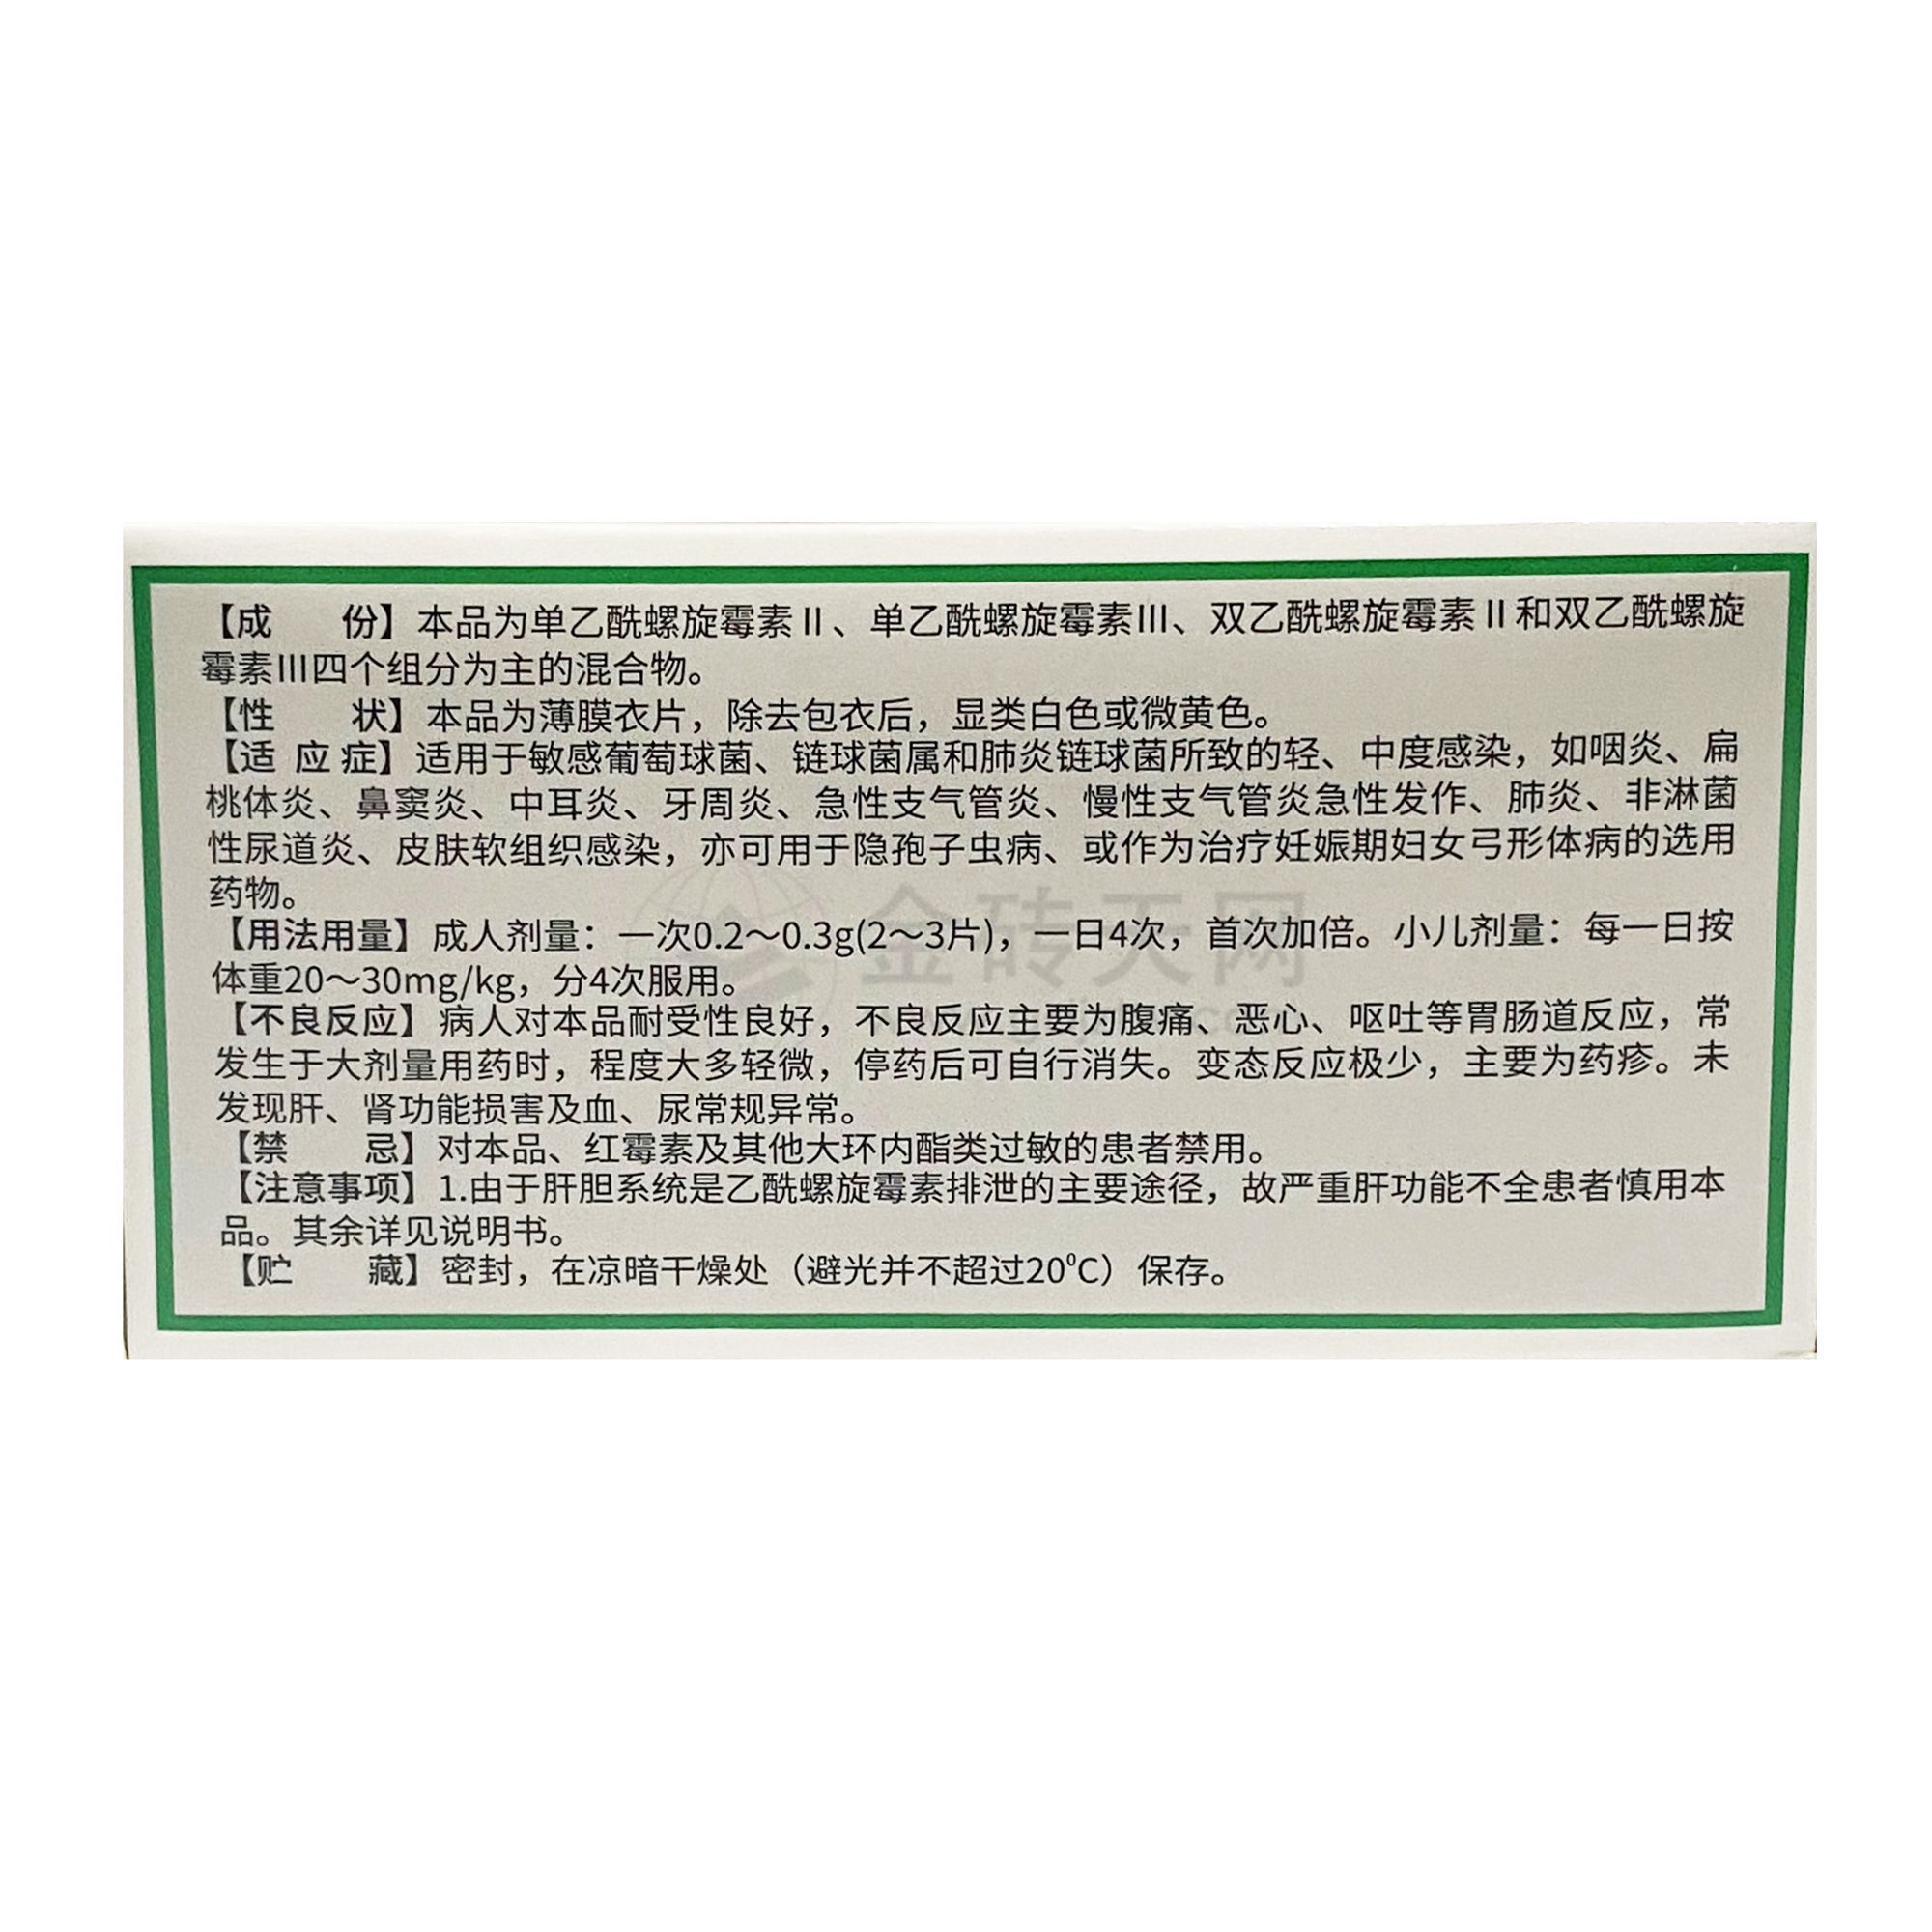 【成　　份】本品为单乙酰螺旋霉素Ⅱ、单乙酰螺旋霉素Ⅲ、双乙酰螺旋霉素Ⅱ和双乙酰螺旋
霉素Ⅲ四个组分为主的混合物。
【性　　状】本品为薄膜衣片，除去包衣后，显类白色或微黄色。
【适 应 症】适用于敏感葡萄球菌、链球菌属和肺炎链球菌所致的轻、中度感染，如咽炎、扁
桃体炎、鼻窦炎、中耳炎、牙周炎、急性支气管炎、慢性支气管炎急性发作、肺炎、非淋菌
性尿道炎、皮肤软组织感染，亦可用于隐孢子虫病、或作为治疗妊娠期妇女弓形体病的选用
药物。
【用法用量】成人剂量：一次0.2～0.3g(2～3片)，一日4次，首次加倍。小儿剂量：每一日按
体重20～30mg/kg，分4次服用。
【不良反应】病人对本品耐受性良好，不良反应主要为腹痛、恶心、呕吐等胃肠道反应，常
发生于大剂量用药时，程度大多轻微，停药后可自行消失。变态反应极少，主要为药疹。未
发现肝、肾功能损害及血、尿常规异常。
【禁　　忌】对本品、红霉素及其他大环内酯类过敏的患者禁用。
【注意事项】1.由于肝胆系统是乙酰螺旋霉素排泄的主要途径，故严重肝功能不全患者慎用本
品。其余详见说明书。
【贮　　藏】密封，在凉暗干燥处（避光并不超过20⁰C）保存。
金砖天网